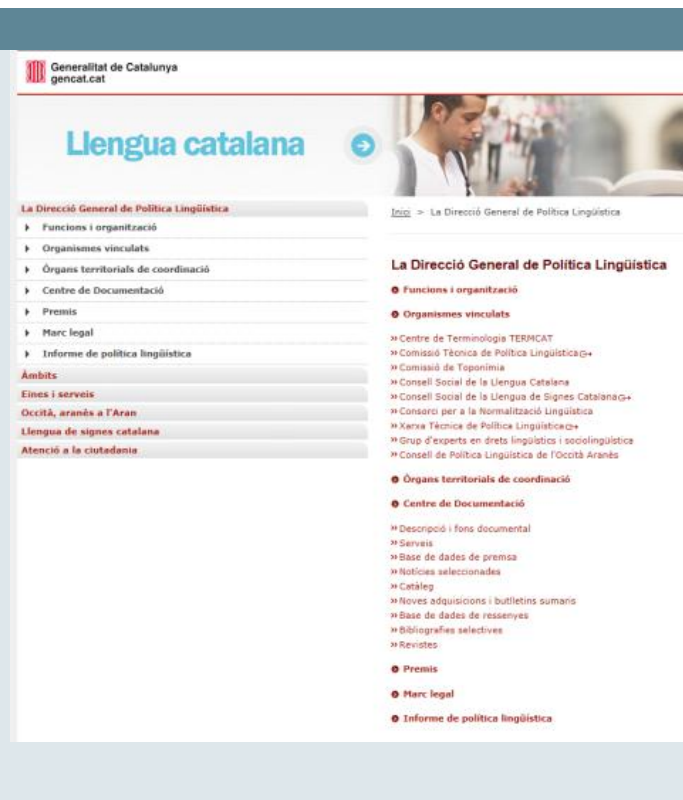 Generalitat de Catalunya
gencat.cat
Llengua catalana
La Direcció General de Política Lingüística
Funcions i organització
Organismes vinculats
Òrgans territorials de coordinació
Centre de Documentació
Premis
Marc legal
Informe de política lingüística
Àmbits
Eines i serveis
Occità, aranès a l'Aran
Llengua de signes catalana
Atenció a la ciutadania
Inici > La Direcció General de Política Lingüística
La Direcció General de Política Lingüística
Funcions i organització
Organismes vinculats
» Centre de Terminologia TERMCAT
» Comissió Tècnica de Política Lingüística
» Comissió de Toponímia
» Consell Social de la Llengua Catalana
» Consell Social de la Llengua de Signes Catalana
» Consorci per a la Normalització Lingüística
» Xarxa Tècnica de Política Lingüística
» Grup d'experts en drets lingüístics i sociolingüística
» Consell de Política Lingüística de l'Occità Aranès
Òrgans territorials de coordinació
Centre de Documentació
» Descripció i fons documental
» Serveis
» Base de dades de premsa
» Notícies seleccionades
» Catàleg
» Noves adquisicions i butlletins sumaris
» Base de dades de ressenyes
» Bibliografies selectives
» Revistes
Premis
Marc legal
Informe de política lingüística